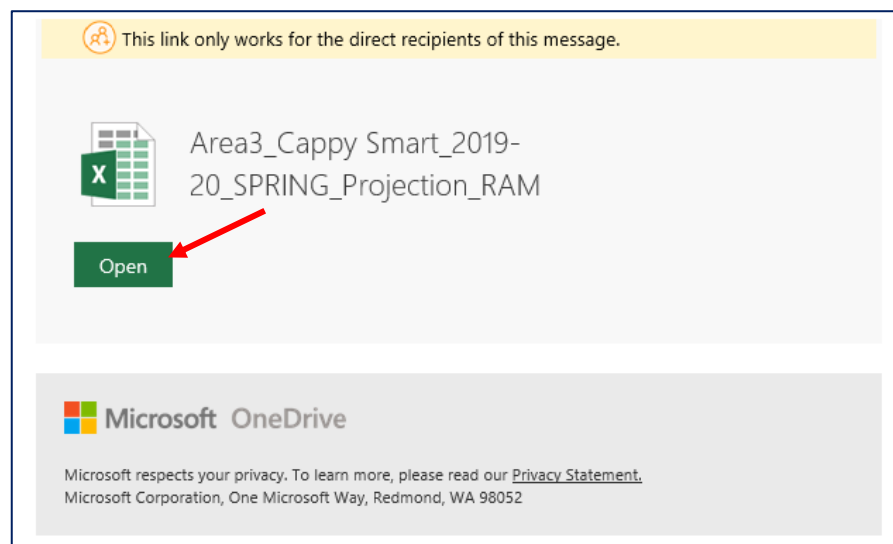 This link only works for the direct recipients of this message.
Area3_Cappy Smart_2019-
20_SPRING_Projection_RAM
X
Open
Microsoft OneDrive
Microsoft respects your privacy. To learn more, please read our Privacy Statement.
Microsoft Corporation, One Microsoft Way, Redmond, WA 98052